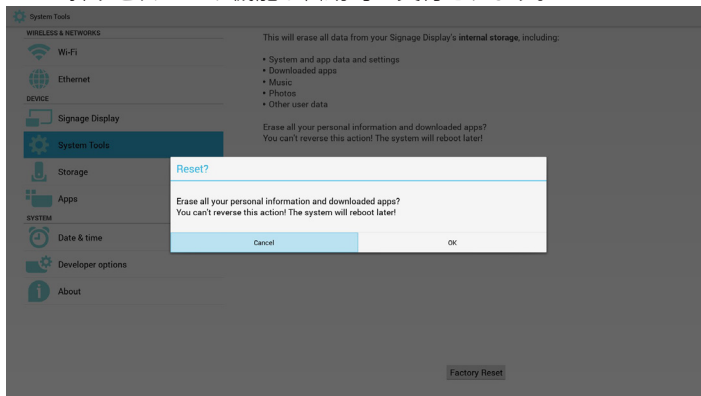 System Tools
WIRELESS & NETWORKS
Wi-Fi
Ethernet
DEVICE
Signage Display
System Tools
Storage
Apps
SYSTEM
Date & time
Developer options
About
This will erase all data from your Signage Display's internal storage, including:
• System and app data and settings
• Downloaded apps
• Music
• Photos
• Other user data
Erase all your personal information and downloaded apps?
You can't reverse this action! The system will reboot later!
Reset?
Erase all your personal information and downloaded apps?
You can't reverse this action! The system will reboot later!
Cancel
OK
Factory Reset